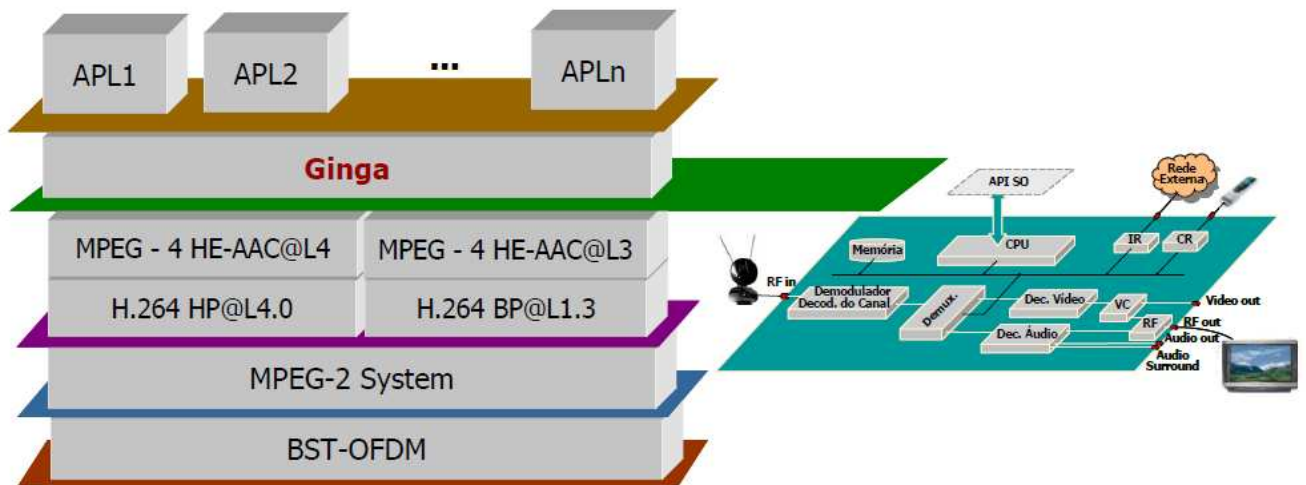 APL1
APL2
...
APLn
Ginga
MPEG - 4 HE-AAC@L4
MPEG - 4 HE-AAC@L3
H.264 HP@L4.0
H.264 BP@L1.3
MPEG-2 System
BST-OFDM
API SO
Rede
Externa
Memória
CPU
IR
CR
RF in
Demodulador
Decod. do Canal
Demux.
Dec. Vídeo
VC
Video out
Dec. Áudio
RF
RF out
Audio out
Audio
Surround